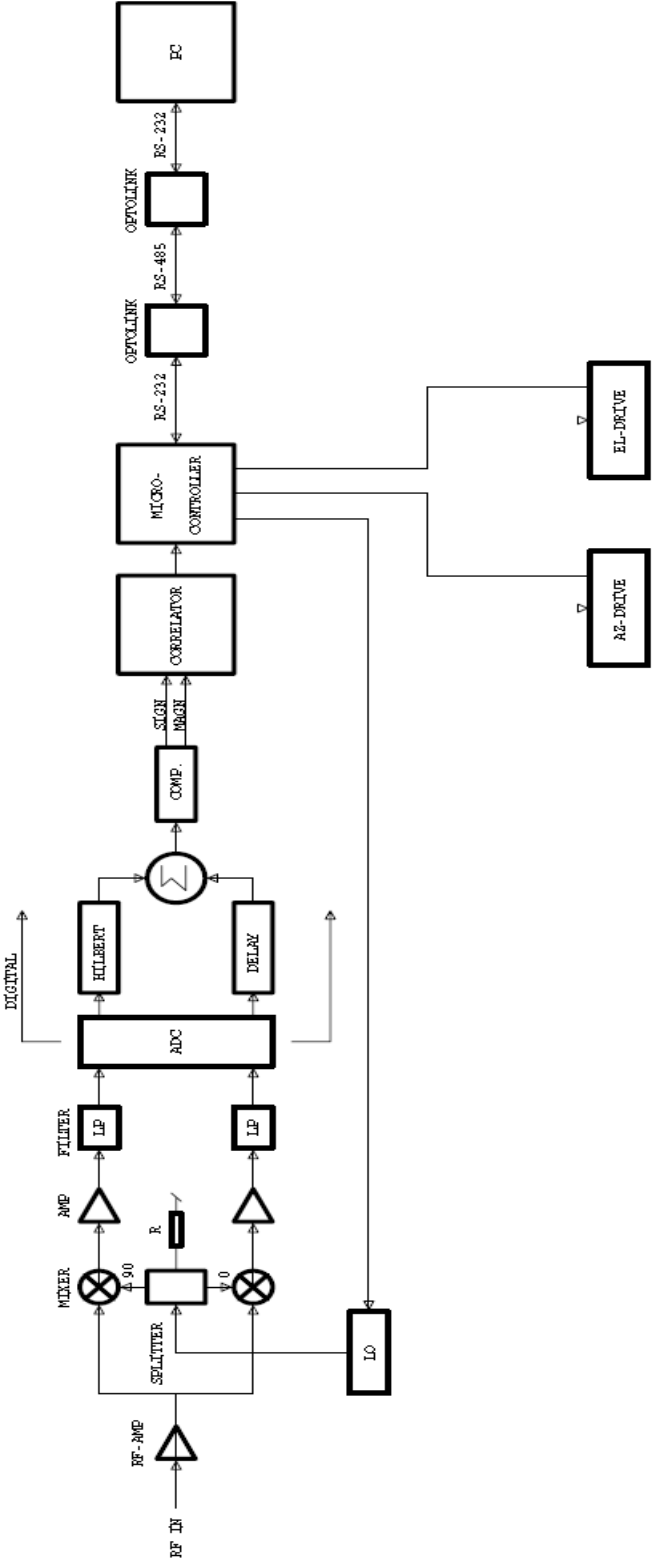 RF IN
RF-AMP
SPLITTER
MIXER
90
0
R
AMP
FILTER
LP
LP
LO
ADC
DIGITAL
HILBERT
DELAY
Σ
COMP.
SIGN
MAGN
CORRELATOR
MICRO-
CONTROLLER
RS-232
OPTOLINK
RS-485
OPTOLINK
RS-232
PC
AZ-DRIVE
EL-DRIVE